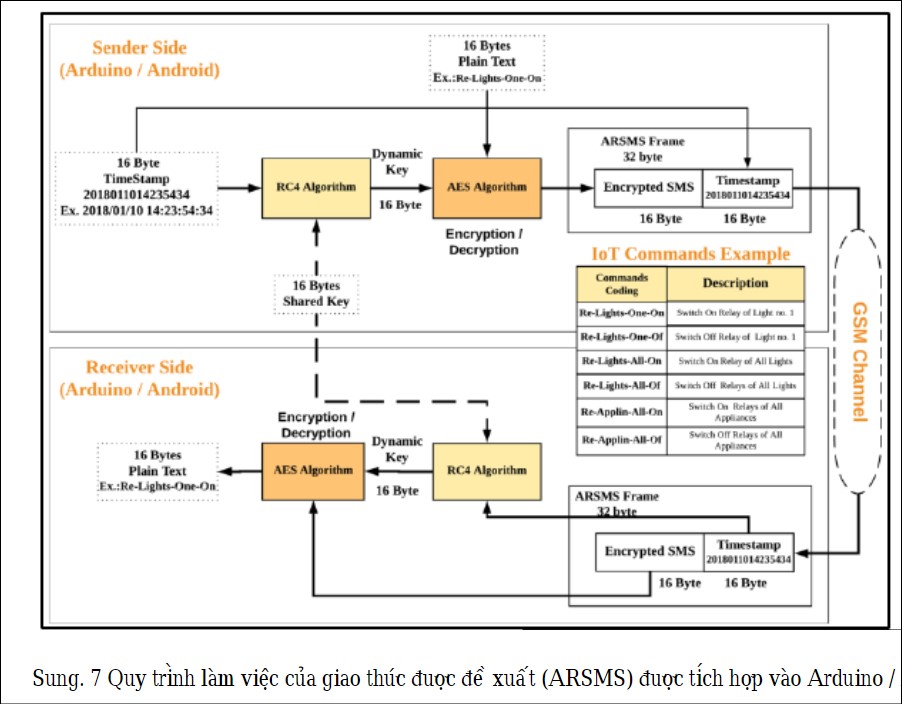 Sender Side
(Arduino / Android)
16 Bytes
Plain Text
Ex.:Re-Lights-One-On
16 Byte
TimeStamp
2018011014235434
Ex. 2018/01/10 14:23:54:34
RC4 Algorithm
Dynamic
Key
16 Byte
AES Algorithm
Encryption /
Decryption
ARSMS Frame
32 byte
Encrypted SMS
Timestamp
2018011014235434
16 Byte
16 Byte
16 Bytes
Shared Key
IoT Commands Example
Commands
Coding
Description
Re-Lights-One-On
Switch On Relay of Light no. 1
Re-Lights-One-Of
Switch Off Relay of Light no. 1
Re-Lights-All-On
Switch On Relay of All Lights
Re-Lights-All-Of
Switch Off Relays of All Lights
Re-Applin-All-On
Switch On Relays of All
Appliances
Re-Applin-All-Of
Switch Off Relays of All
Appliances
GSM Channel
Receiver Side
(Arduino / Android)
Encryption /
Decryption
16 Bytes
Plain Text
Ex.:Re-Lights-One-On
AES Algorithm
Dynamic
Key
16 Byte
RC4 Algorithm
ARSMS Frame
32 byte
Encrypted SMS
Timestamp
2018011014235434
16 Byte
16 Byte
Sung. 7 Quy trình làm việc của giao thức được đề xuất (ARSMS) được tích hợp vào Arduino /